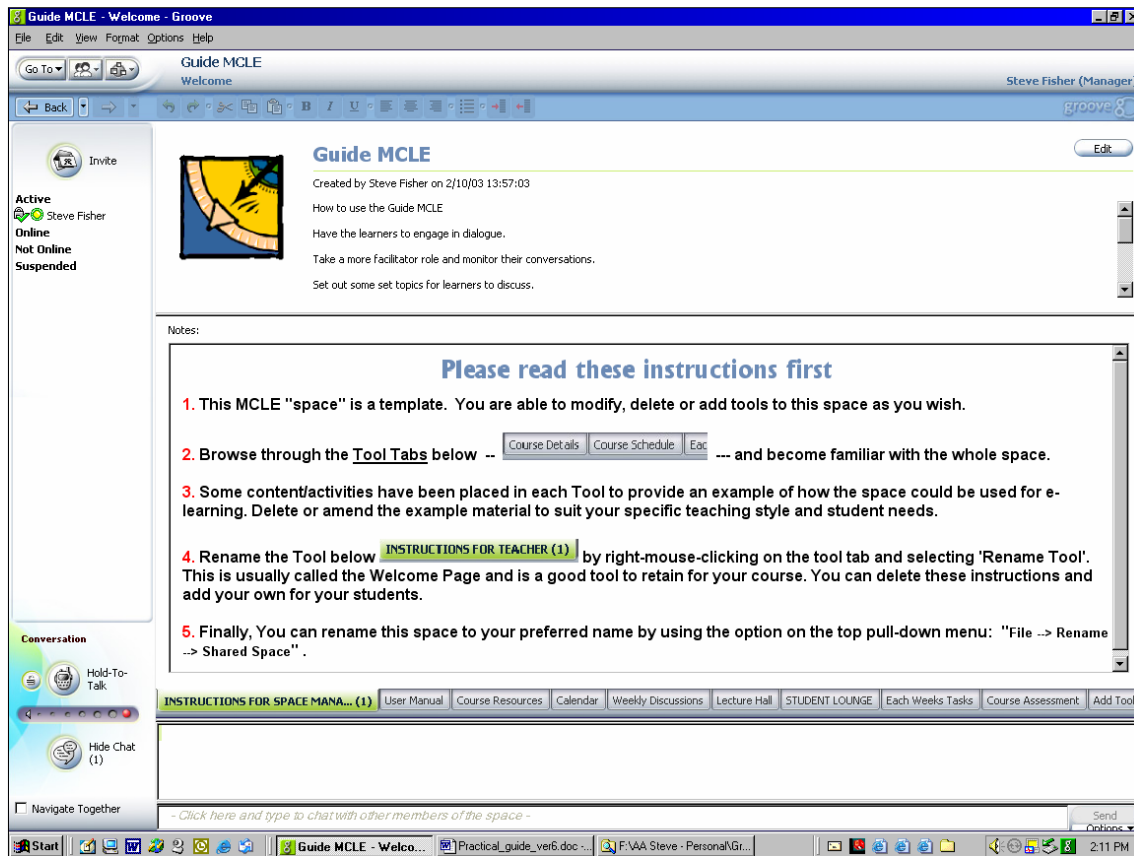 Guide MCLE - Welcome - Groove
File Edit View Format Options Help
Go To
Guide MCLE
Welcome
Steve Fisher (Manager)
Back
B I U
groove
Invite
Active
Steve Fisher
Online
Not Online
Suspended
Guide MCLE
Edit
Created by Steve Fisher on 2/10/03 13:57:03
How to use the Guide MCLE
Have the learners to engage in dialogue.
Take a more facilitator role and monitor their conversations.
Set out some set topics for learners to discuss.
Notes:
Please read these instructions first
1. This MCLE "space" is a template. You are able to modify, delete or add tools to this space as you wish.
2. Browse through the Tool Tabs below -- Course Details Course Schedule Eac --- and become familiar with the whole space.
3. Some content/activities have been placed in each Tool to provide an example of how the space could be used for e-
learning. Delete or amend the example material to suit your specific teaching style and student needs.
4. Rename the Tool below INSTRUCTIONS FOR TEACHER (1) by right-mouse-clicking on the tool tab and selecting 'Rename Tool'.
This is usually called the Welcome Page and is a good tool to retain for your course. You can delete these instructions and
add your own for your students.
5. Finally, You can rename this space to your preferred name by using the option on the top pull-down menu: "File --> Rename
--> Shared Space" .
Conversation
Hold-To-
Talk
Hide Chat
(1)
Navigate Together
INSTRUCTIONS FOR SPACE MANA... (1) User Manual Course Resources Calendar Weekly Discussions Lecture Hall STUDENT LOUNGE Each Weeks Tasks Course Assessment Add Tool
- Click here and type to chat with other members of the space -
Send
Options
Start Guide MCLE - Welco... Practical_guide_ver6.doc -... F:\AA Steve - Personal\Gr... 2:11 PM